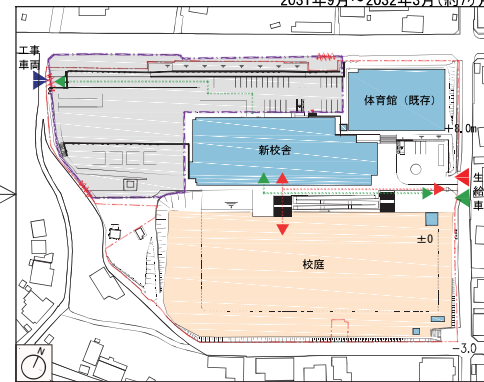 2031年9月～2032年3月(約7ヶ月
工事
車両
体育館（既存）
+8.0m
新校舎
生
給
車
±0
校庭
-3.0
N